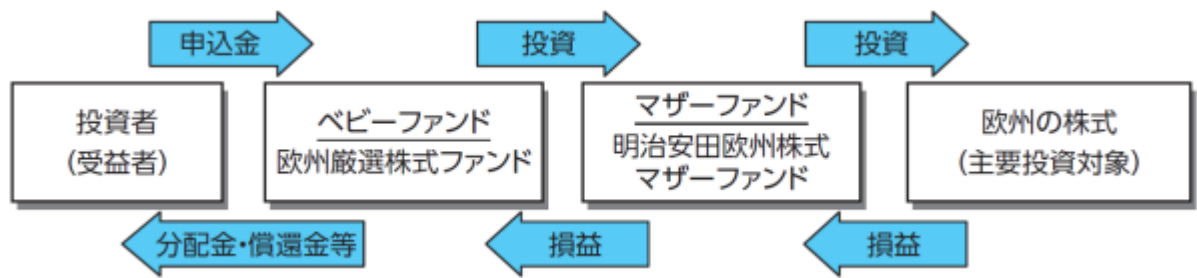 申込金
投資
投資
投資者
(受益者)
ベビーファンド
欧州厳選株式ファンド
マザーファンド
明治安田欧州株式
マザーファンド
欧州の株式
(主要投資対象)
分配金・償還金等
損益
損益